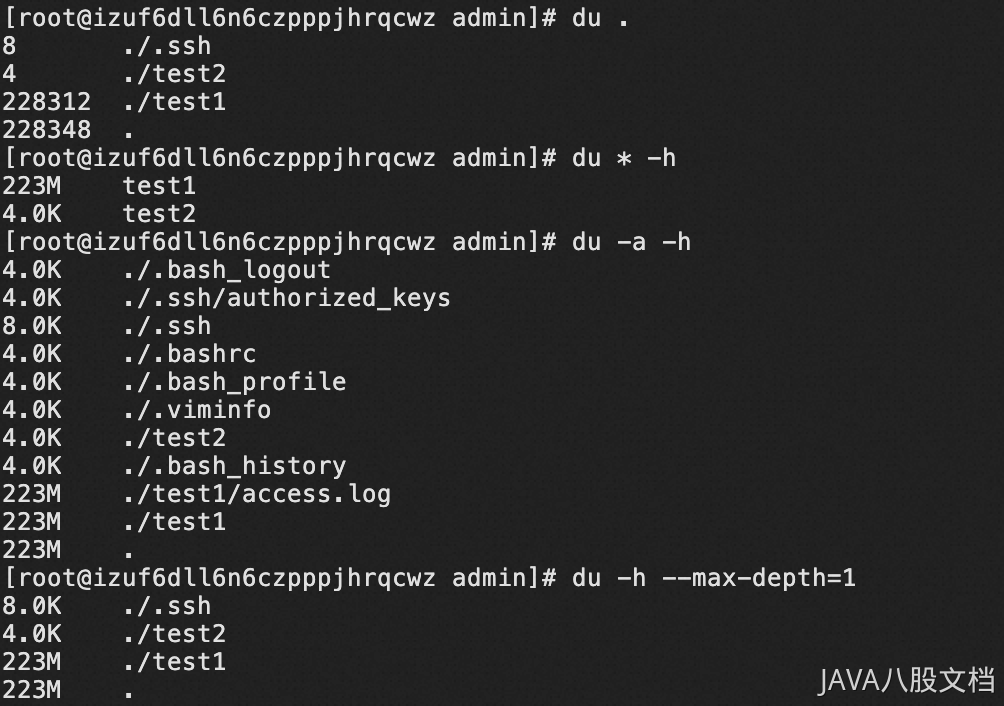 [root@izuf6dll6n6czpppjhrqcwz admin]# du .
8       ./.ssh
4       ./test2
228312  ./test1
228348  .
[root@izuf6dll6n6czpppjhrqcwz admin]# du * -h
223M    test1
4.0K    test2
[root@izuf6dll6n6czpppjhrqcwz admin]# du -a -h
4.0K    ./.bash_logout
4.0K    ./.ssh/authorized_keys
8.0K    ./.ssh
4.0K    ./.bashrc
4.0K    ./.bash_profile
4.0K    ./.viminfo
4.0K    ./test2
4.0K    ./.bash_history
223M    ./test1/access.log
223M    ./test1
223M    .
[root@izuf6dll6n6czpppjhrqcwz admin]# du -h --max-depth=1
8.0K    ./.ssh
4.0K    ./test2
223M    ./test1
223M    .
JAVA八股文档